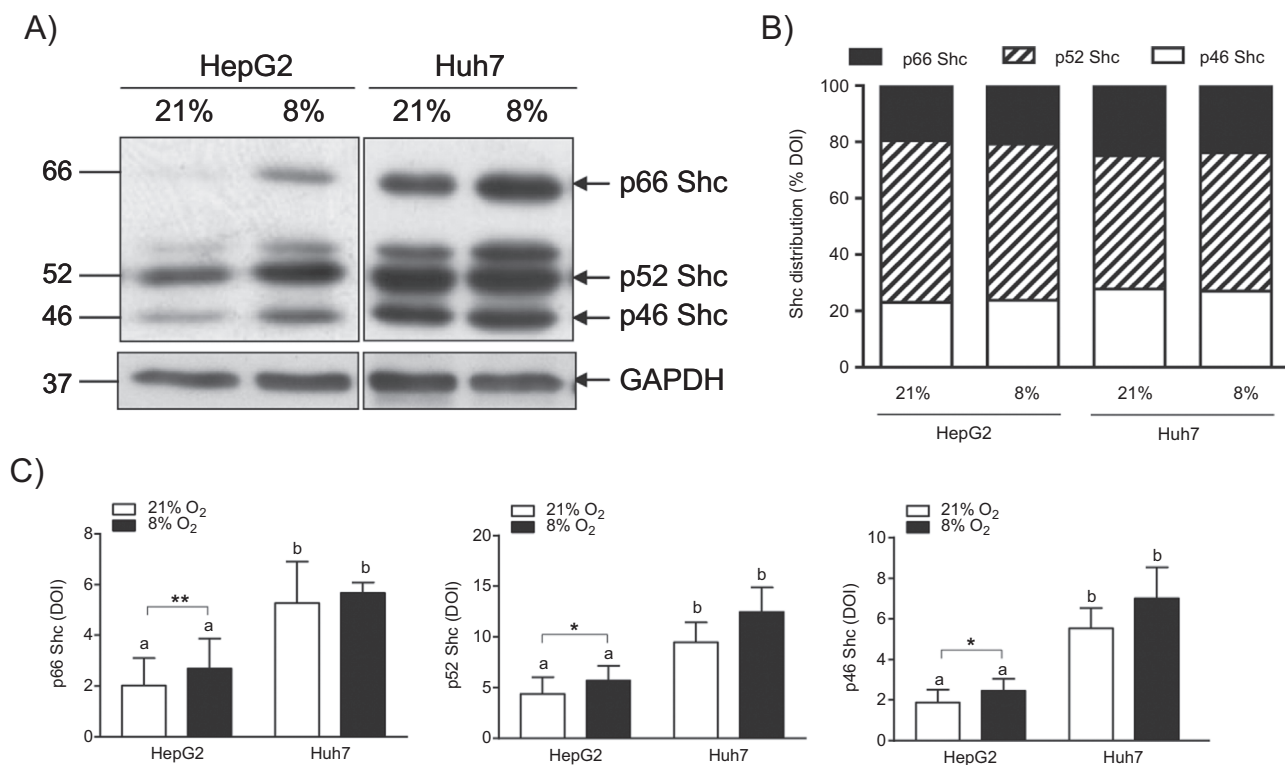 A)
HepG2 Huh7
21% 8% 21% 8%
66 p66 Shc
52 p52 Shc
46 p46 Shc
37 GAPDH
B)
p66 Shc p52 Shc p46 Shc
Shc distribution (% DOI)
100
80
60
40
20
0
21% 8% 21% 8%
HepG2 Huh7
C)
21% O₂
8% O₂
p66 Shc (DOI)
8
6
4
2
0
a ** a b b
HepG2 Huh7
21% O₂
8% O₂
p52 Shc (DOI)
20
15
10
5
0
a * a b b
HepG2 Huh7
21% O₂
8% O₂
p46 Shc (DOI)
10
8
6
4
2
0
a * a b b
HepG2 Huh7